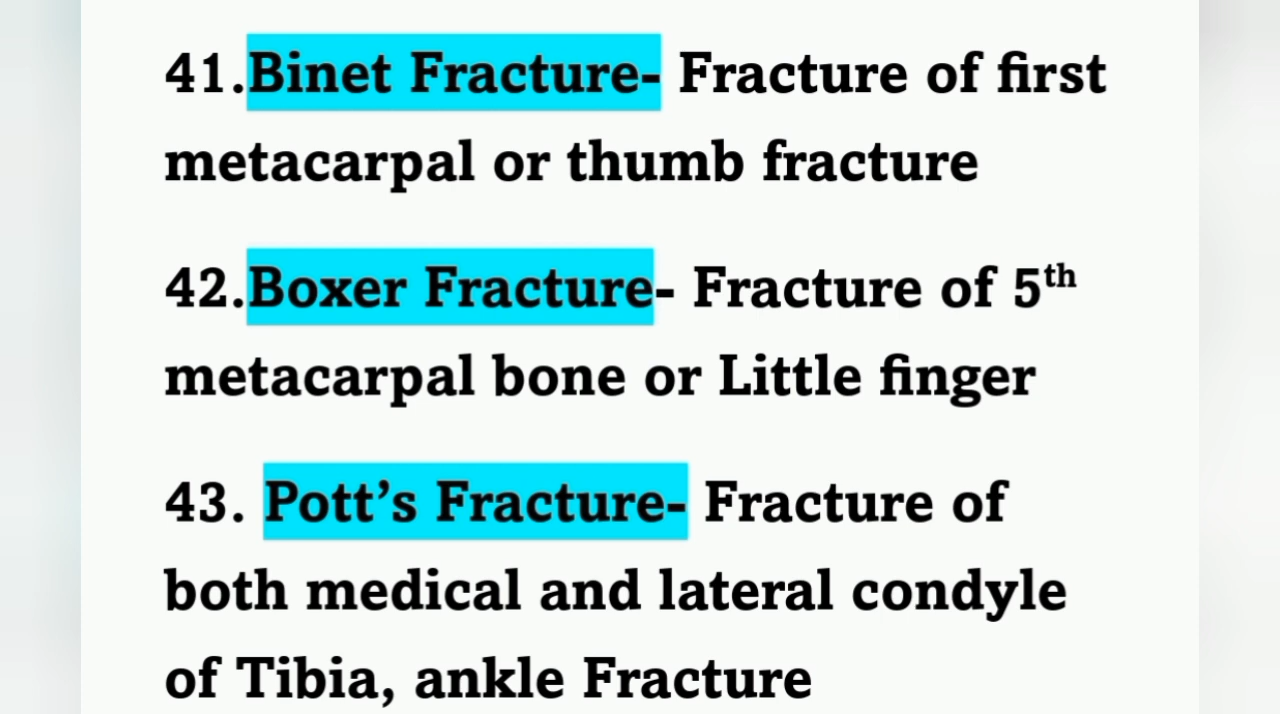 41.Binet Fracture- Fracture of first
metacarpal or thumb fracture
42.Boxer Fracture- Fracture of 5th
metacarpal bone or Little finger
43. Pott’s Fracture- Fracture of
both medical and lateral condyle
of Tibia, ankle Fracture